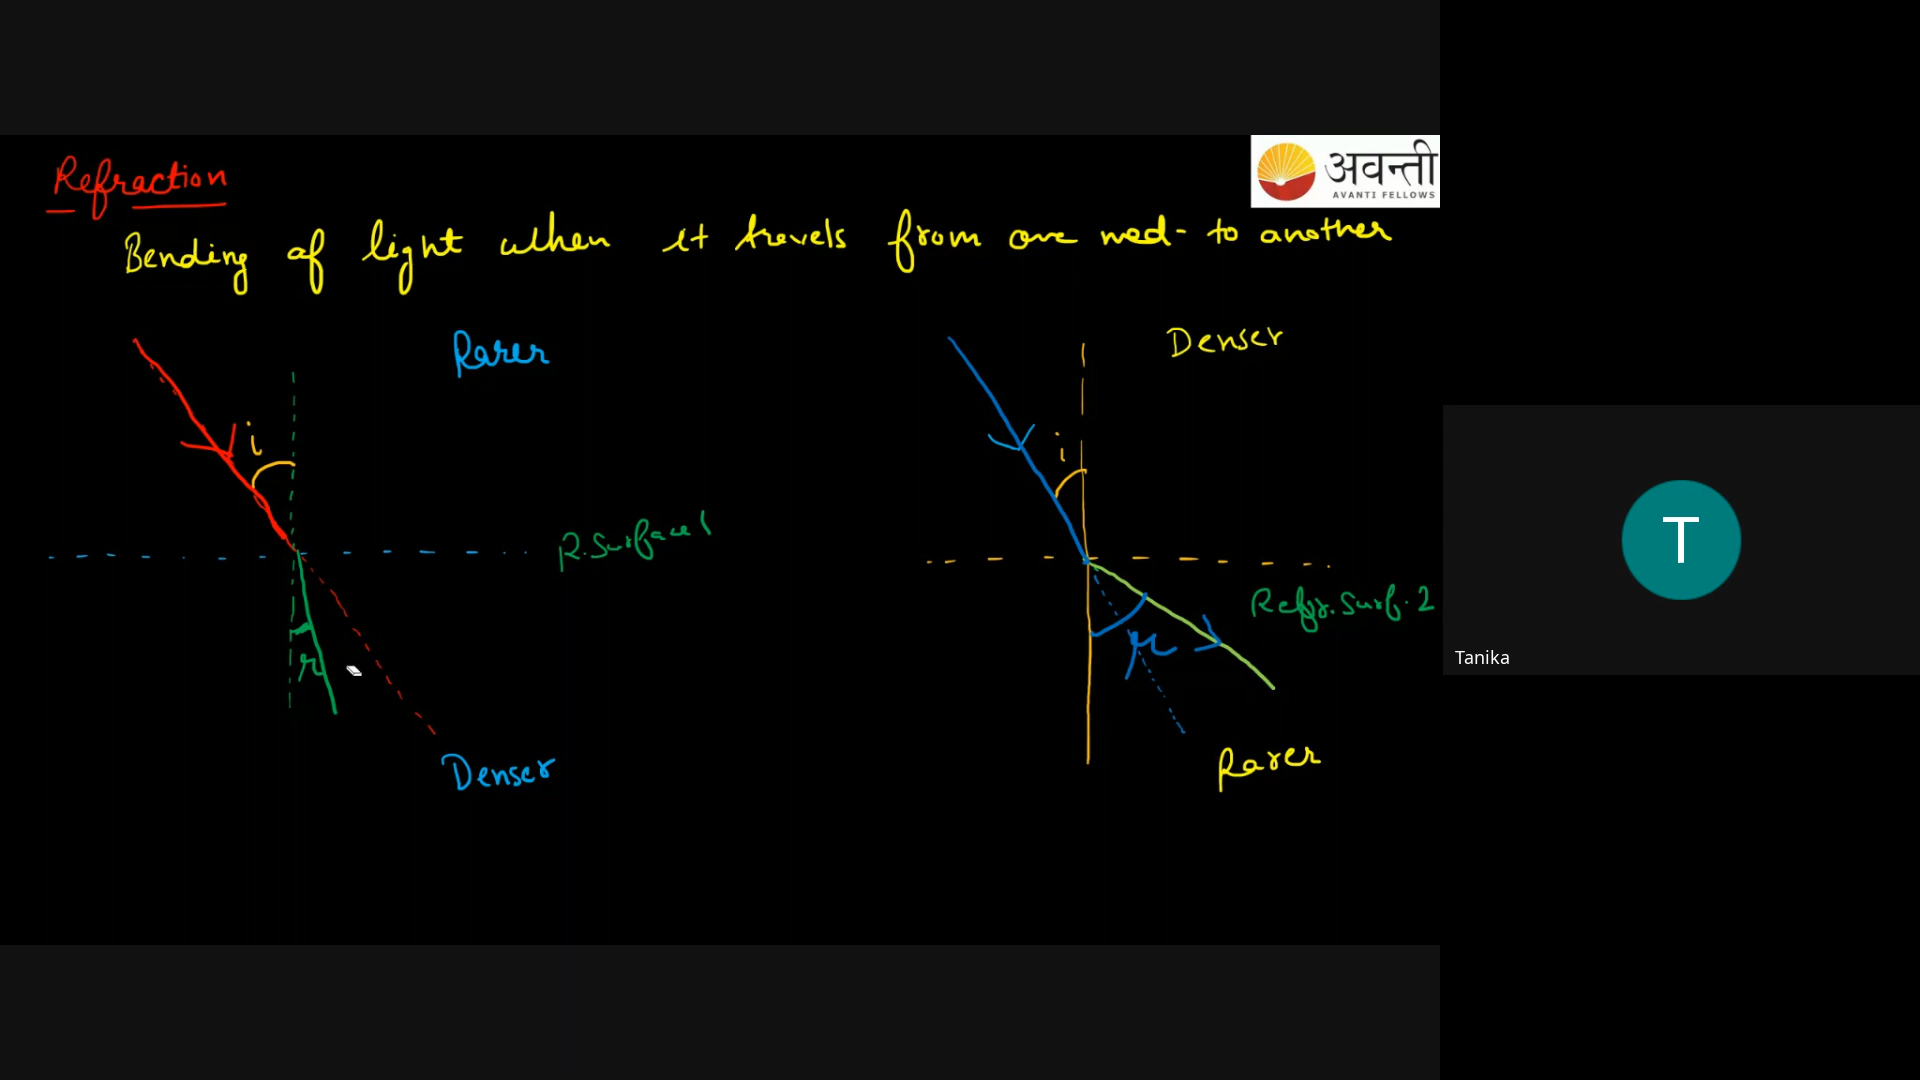 Refraction
अवन्ती
AVANTI FELLOWS
Bending of light when it travels from one med- to another
Rarer
Denser
i
i
R. Surface 1
Refr. Surf. 2
r
r
Denser
Rarer
T
Tanika